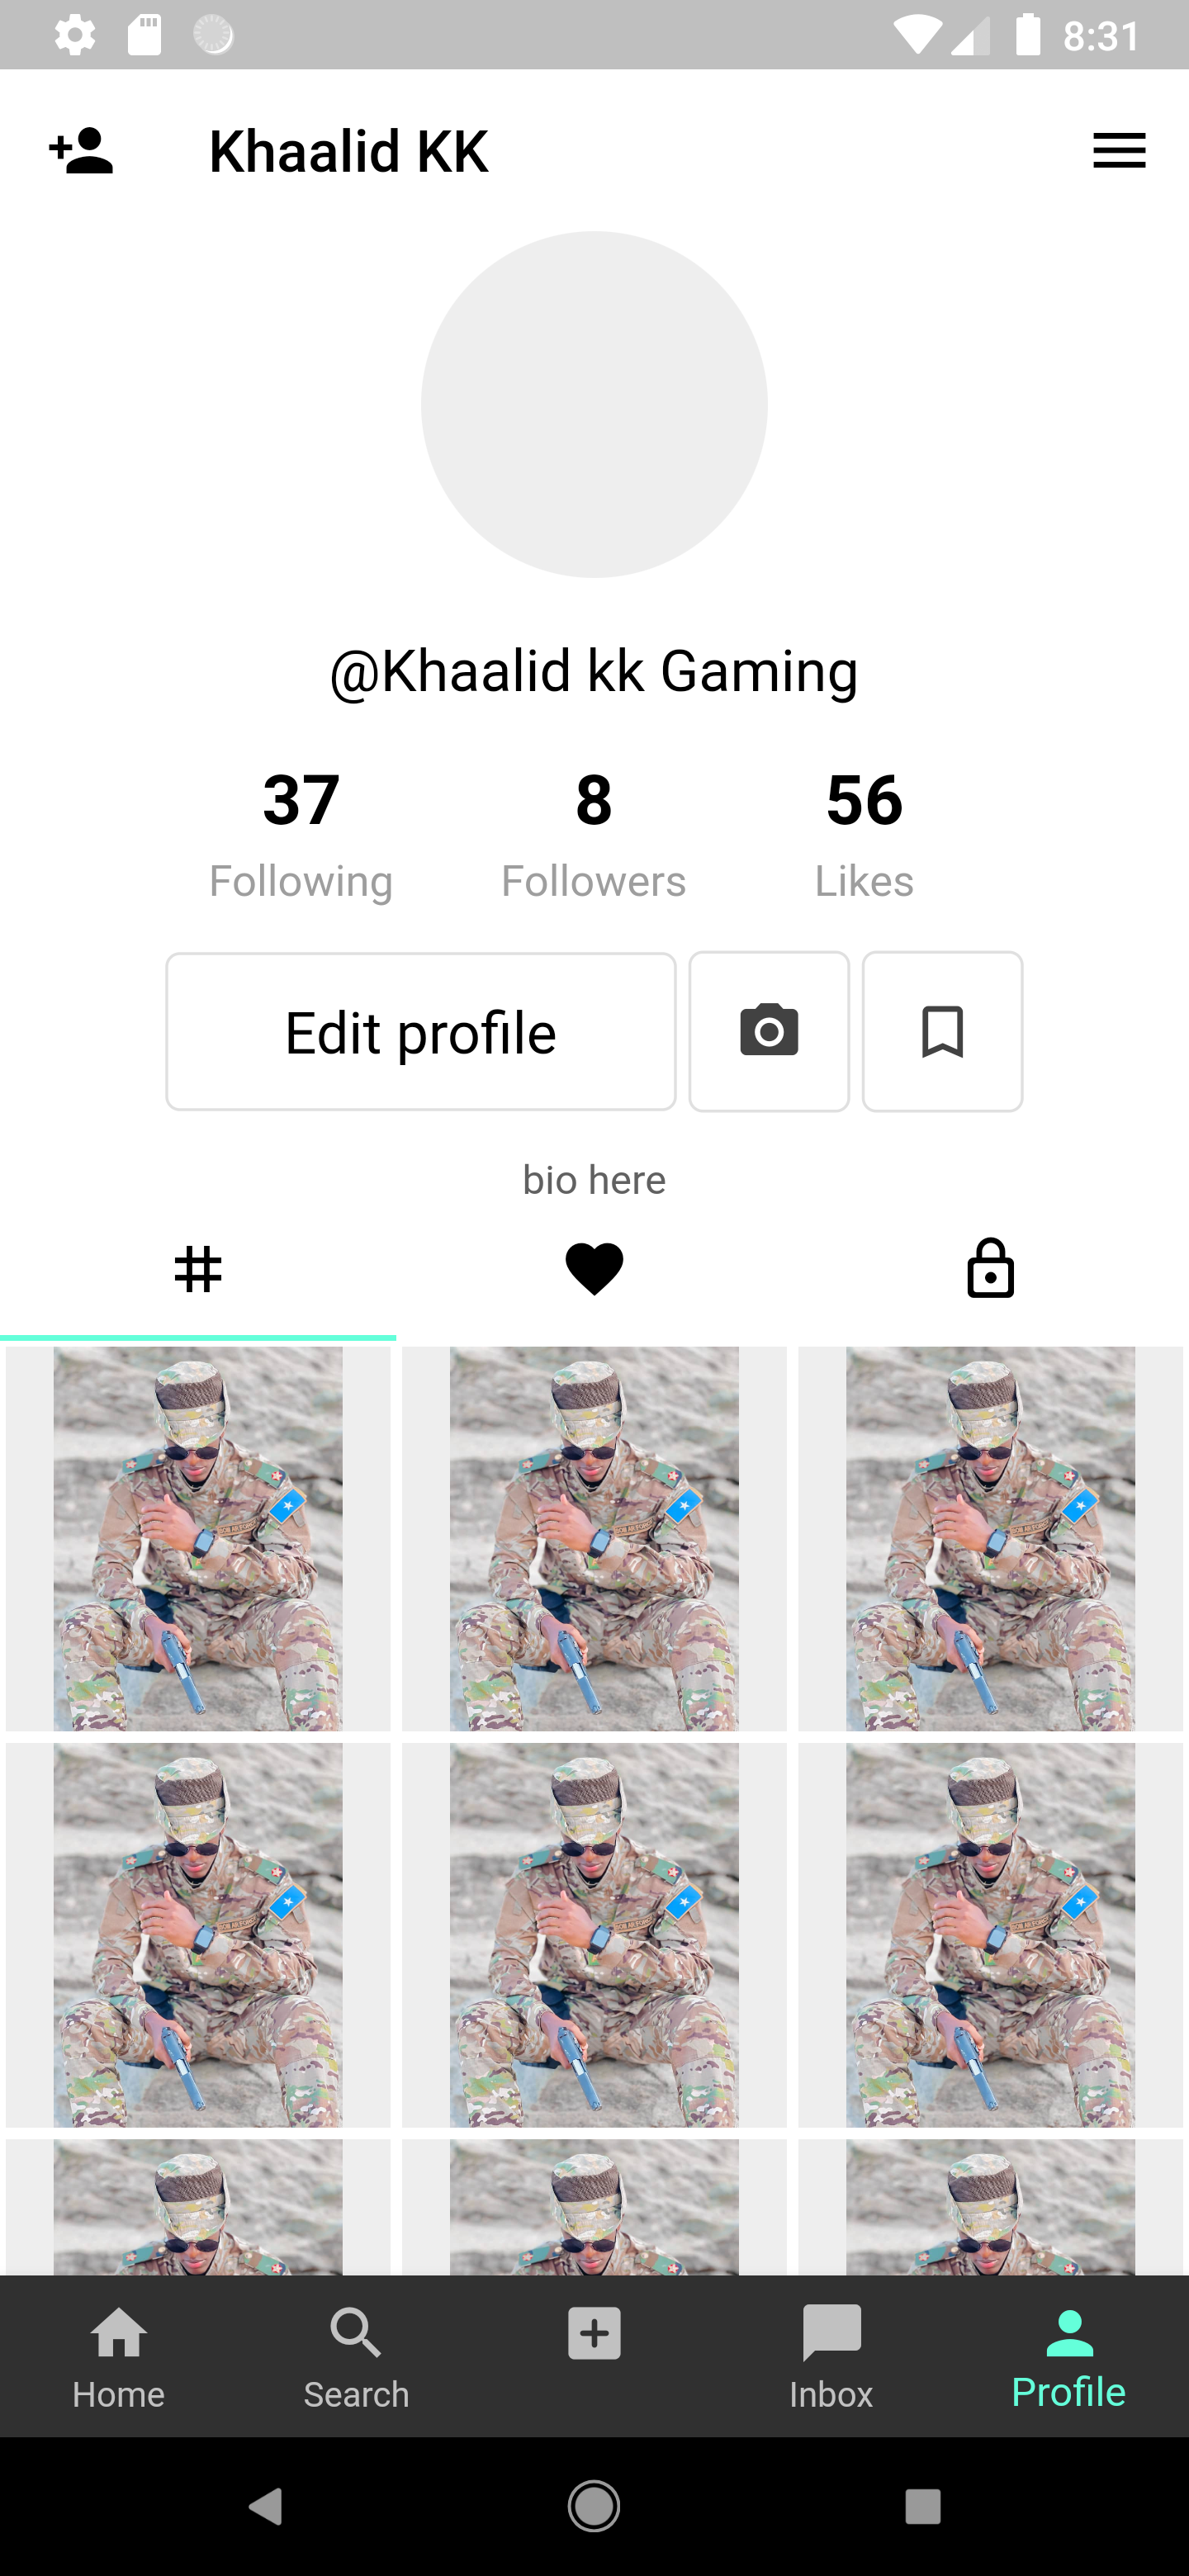 8:31
Khaalid KK
@Khaalid kk Gaming
37 8 56
Following Followers Likes
Edit profile
bio here
Home Search Inbox Profile